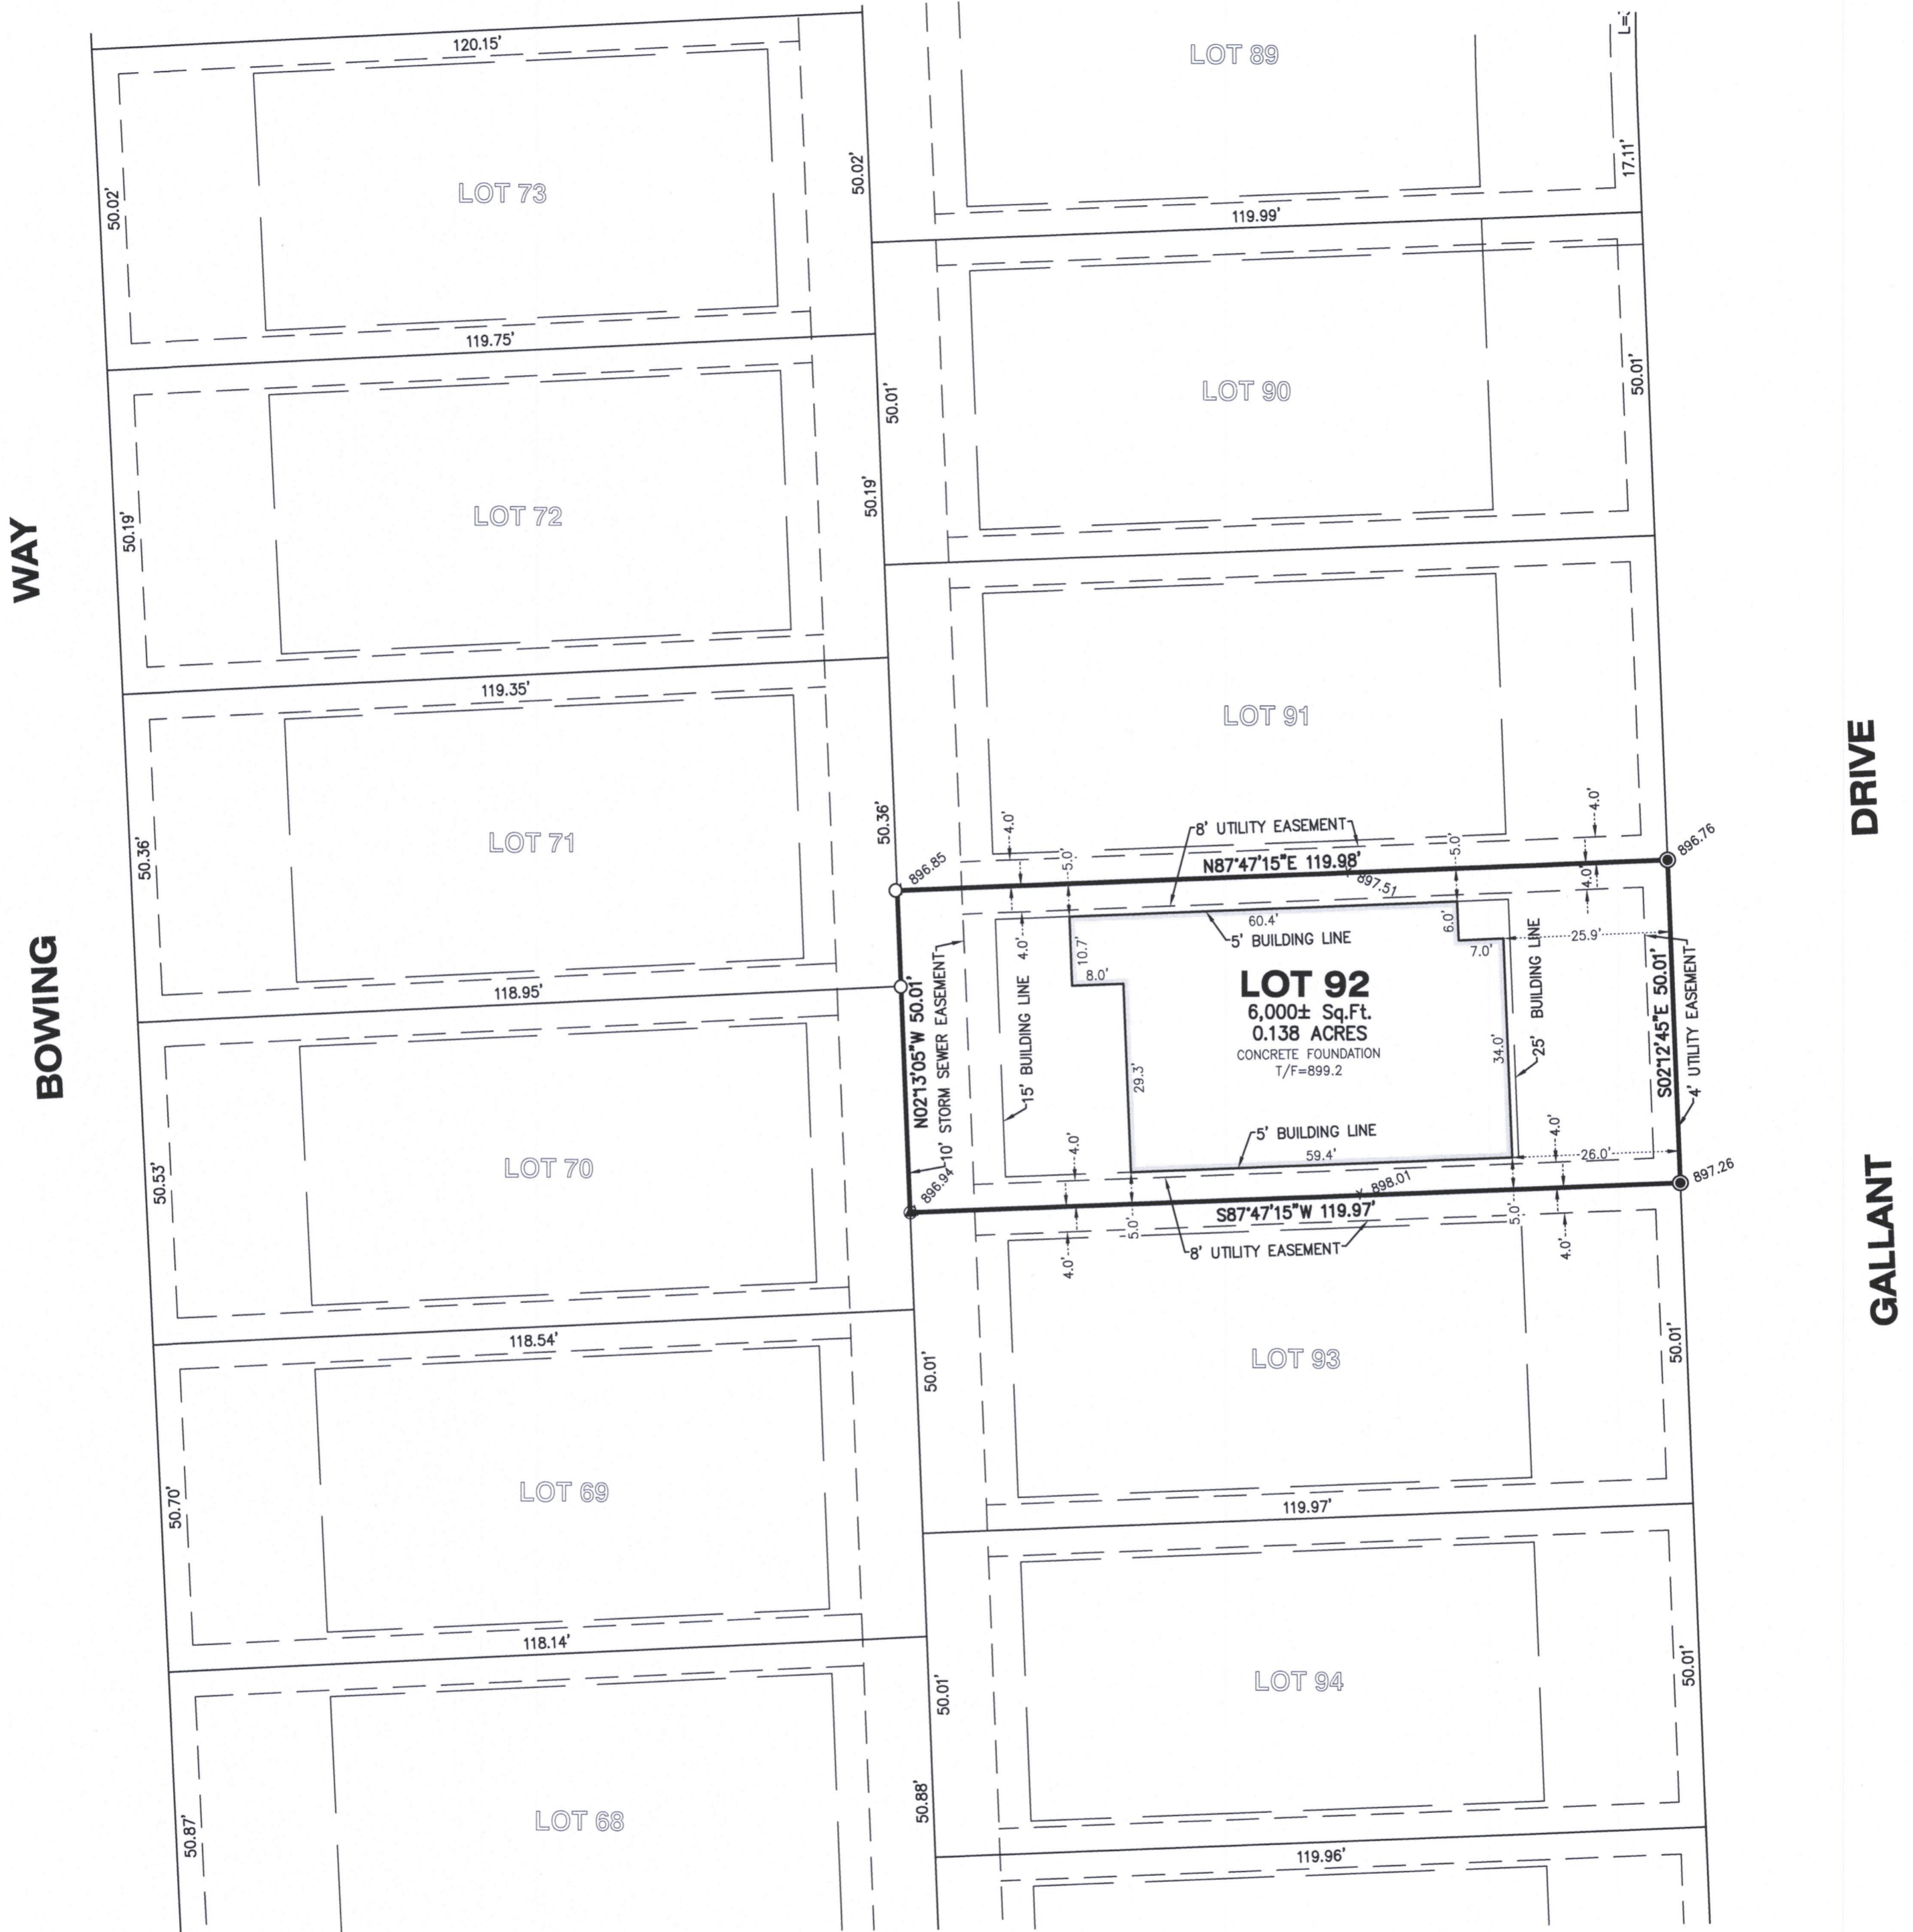 120.15'
LOT 73
50.02'
50.02'
119.75'
LOT 72
50.19'
50.19'
119.35'
LOT 71
50.36'
50.36'
118.95'
LOT 70
50.53'
118.54'
LOT 69
50.70'
118.14'
LOT 68
50.87'
50.88'
BOWING WAY
LOT 89
17.11'
119.99'
LOT 90
50.01'
50.01'
LOT 91
8' UTILITY EASEMENT
4.0'
5.0'
5.0'
4.0'
N87°47'15"E 119.98'
896.85
897.51
896.76
4.0'
4.0'
60.4'
5' BUILDING LINE
6.0'
7.0'
25.9'
10.7'
8.0'
29.3'
34.0'
LOT 92
6,000± Sq.Ft.
0.138 ACRES
CONCRETE FOUNDATION
T/F=899.2
N02°13'05"W 50.01'
10' STORM SEWER EASEMENT
15' BUILDING LINE
25' BUILDING LINE
S02°12'45"E 50.01'
4' UTILITY EASEMENT
5' BUILDING LINE
59.4'
4.0'
4.0'
26.0'
896.94
898.01
897.26
S87°47'15"W 119.97'
5.0'
5.0'
4.0'
4.0'
8' UTILITY EASEMENT
LOT 93
50.01'
50.01'
119.97'
LOT 94
50.01'
50.01'
119.96'
GALLANT DRIVE